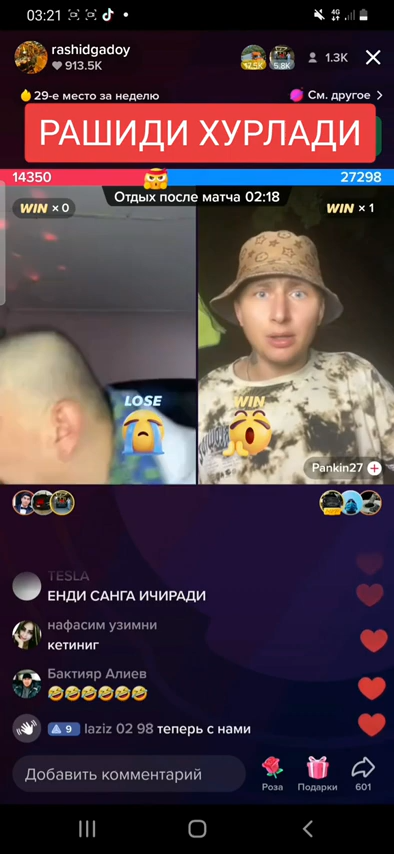 03:21
4G
rashidgadoy
913.5K
12.5K
5.8K
1.3K
29-е место за неделю
См. другое
РАШИДИ ХУРЛАДИ
14350
27298
Отдых после матча 02:18
WIN × 0
WIN × 1
LOSE
WIN
Pankin27
TESLA
ЕНДИ САНГА ИЧИРАДИ
нафасим узимни
кетиниг
Бактияр Алиев
9 laziz 02 98 теперь с нами
Добавить комментарий
Роза
Подарки
601